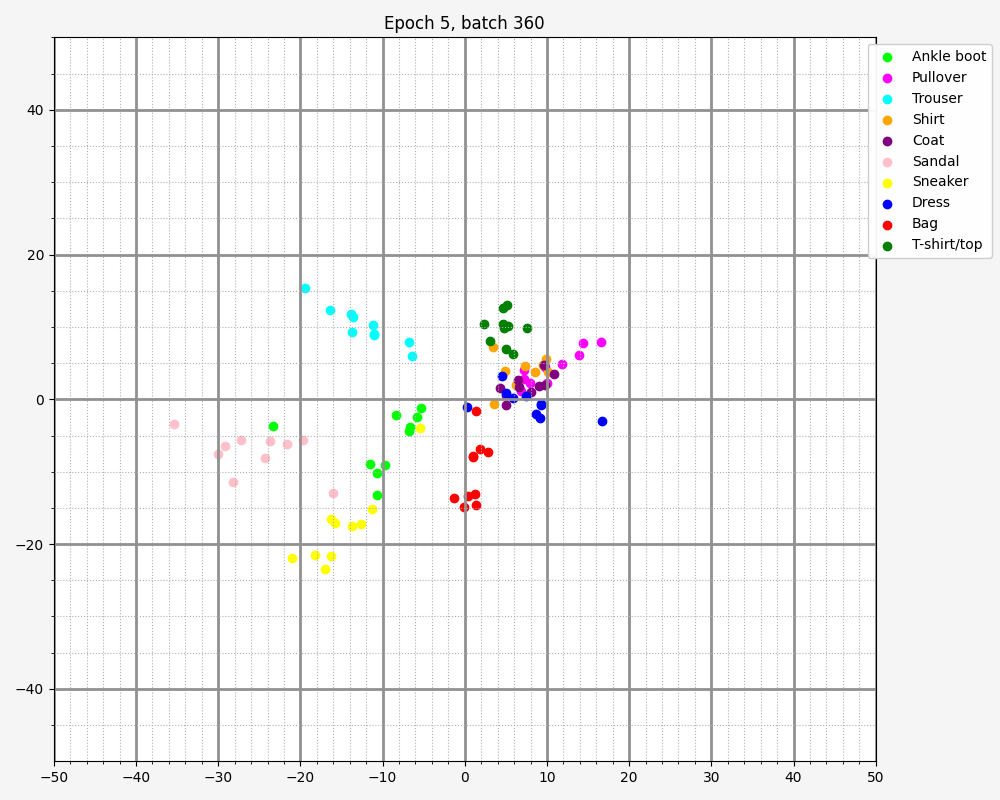 Epoch 5, batch 360
Ankle boot
Pullover
Trouser
Shirt
Coat
Sandal
Sneaker
Dress
Bag
T-shirt/top
40
20
0
−20
−40
−50 −40 −30 −20 −10 0 10 20 30 40 50